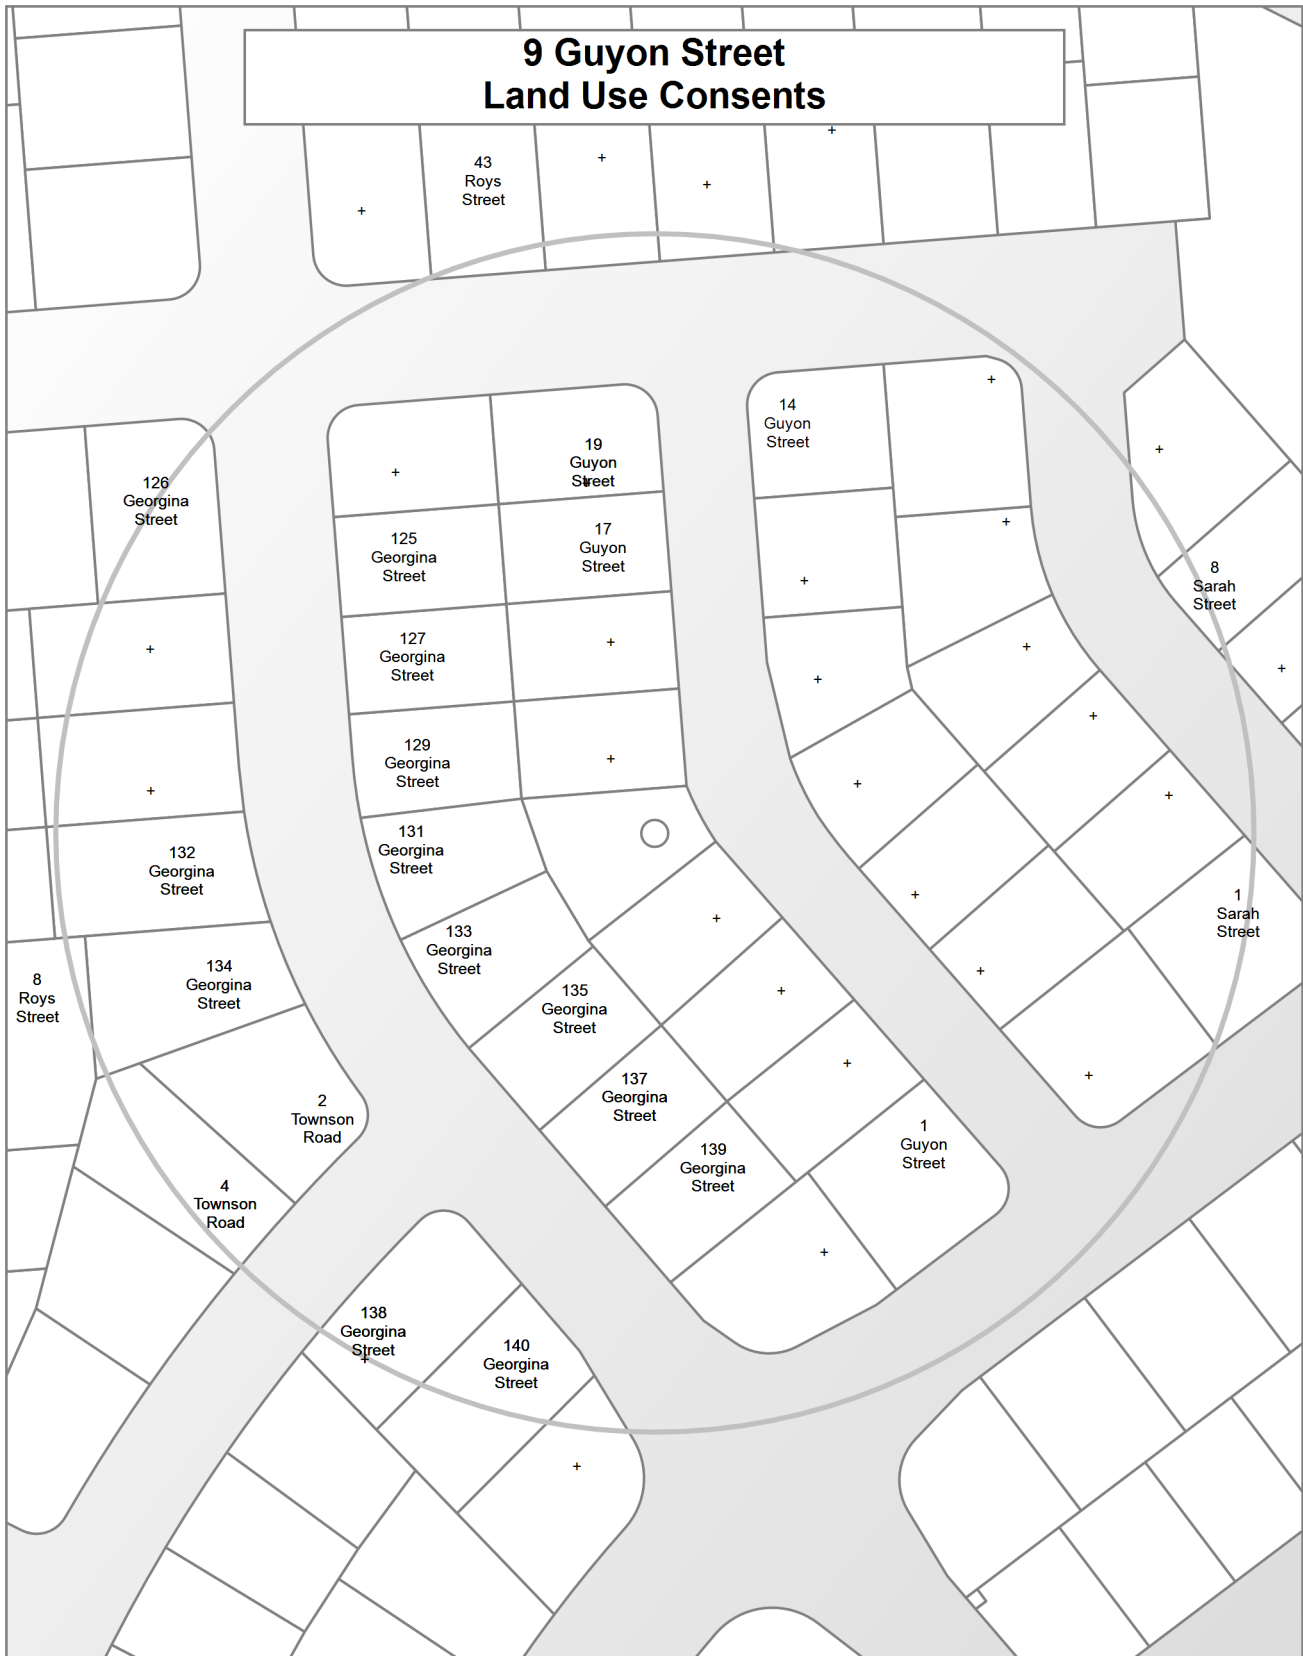 9 Guyon Street
Land Use Consents
43
Roys
Street
14
Guyon
Street
19
Guyon
Street
126
Georgina
Street
125
Georgina
Street
17
Guyon
Street
8
Sarah
Street
127
Georgina
Street
129
Georgina
Street
131
Georgina
Street
132
Georgina
Street
1
Sarah
Street
133
Georgina
Street
134
Georgina
Street
8
Roys
Street
135
Georgina
Street
137
Georgina
Street
2
Townson
Road
1
Guyon
Street
139
Georgina
Street
4
Townson
Road
138
Georgina
Street
140
Georgina
Street